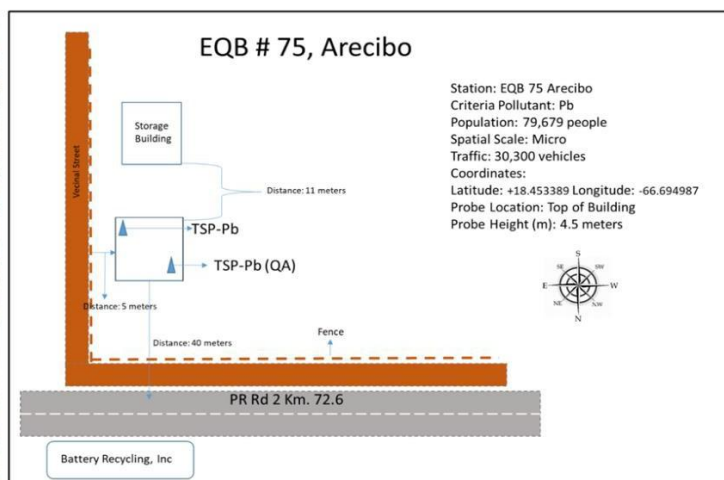 EQB # 75, Arecibo
Station: EQB 75 Arecibo
Criteria Pollutant: Pb
Population: 79,679 people
Spatial Scale: Micro
Traffic: 30,300 vehicles
Coordinates:
Latitude: +18.453389 Longitude: -66.694987
Probe Location: Top of Building
Probe Height (m): 4.5 meters
Storage
Building
Vecinal Street
Distance: 11 meters
TSP-Pb
TSP-Pb (QA)
Distance: 5 meters
Distance: 40 meters
Fence
S
SE
SW
E
W
NE
NW
N
PR Rd 2 Km. 72.6
Battery Recycling, Inc